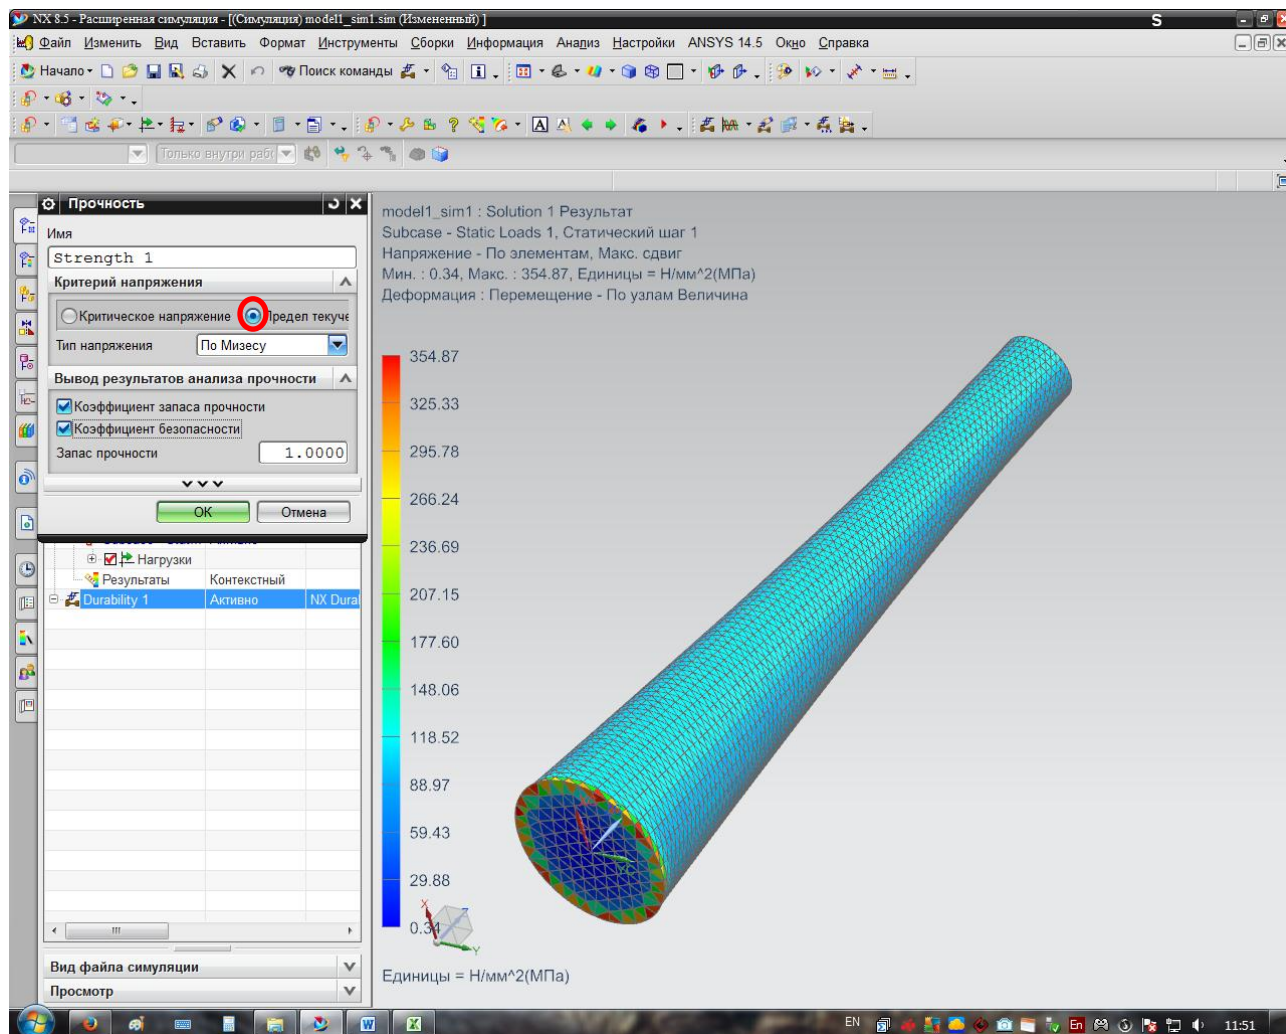 NX 8.5 - Расширенная симуляция - [(Симуляция) model1_sim1.sim (Измененный) ]
S
Файл Изменить Вид Вставить Формат Инструменты Сборки Информация Анализ Настройки ANSYS 14.5 Окно Справка
Начало
Поиск команды
Только внутри рабо
Прочность
Имя
Strength 1
Критерий напряжения
Критическое напряжение
Предел текуче
Тип напряжения
По Мизесу
Вывод результатов анализа прочности
Коэффициент запаса прочности
Коэффициент безопасности
Запас прочности
1.0000
OK
Отмена
Нагрузки
Результаты
Контекстный
Durability 1
Активно
NX Dural
Вид файла симуляции
Просмотр
model1_sim1 : Solution 1 Результат
Subcase - Static Loads 1, Статический шаг 1
Напряжение - По элементам, Макс. сдвиг
Мин. : 0.34, Макс. : 354.87, Единицы = Н/мм^2(МПа)
Деформация : Перемещение - По узлам Величина
354.87
325.33
295.78
266.24
236.69
207.15
177.60
148.06
118.52
88.97
59.43
29.88
0.34
X
Z
Y
YC
Единицы = Н/мм^2(МПа)
EN
En
11:51